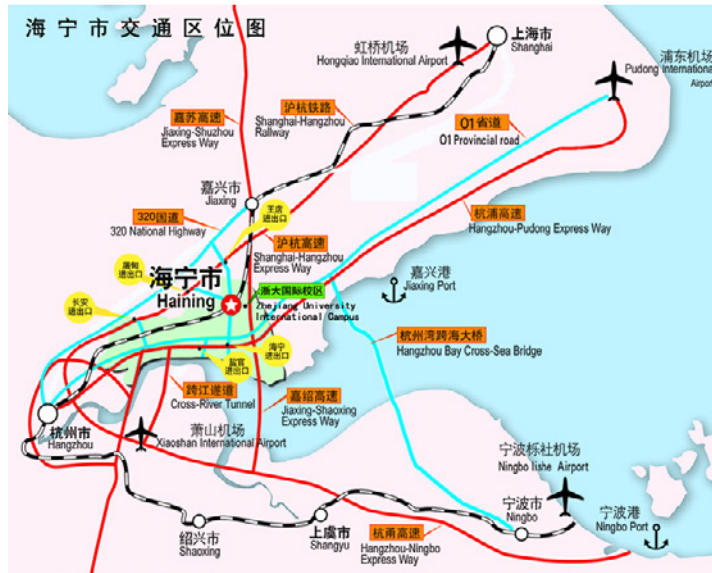 海宁市交通区位图
上海市
Shanghai
虹桥机场
Hongqiao International Airport
浦东机场
Pudong International
Airport
嘉苏高速
Jiaxing-Shuzhou
Express Way
沪杭铁路
Shanghai-Hangzhou
Rallway
01省道
01 Provincial road
嘉兴市
Jiaxing
王店
进出口
320国道
320 National Highway
杭浦高速
Hangzhou-Pudong Express Way
沪杭高速
Shanghai-Hangzhou
Express Way
进出口
海宁市
Haining
浙大国际校区
Zhejiang University
International Campus
嘉兴港
Jiaxing Port
长安
进出口
杭州湾跨海大桥
Hangzhou Bay Cross-Sea Bridge
海宁
进出口
盐官
进出口
跨江遂道
Cross-River Tunnel
嘉绍高速
Jiaxing-Shaoxing
Express Way
杭州市
Hangzhou
萧山机场
Xiaoshan International Airport
宁波栎社机场
Ningbo lishe Airport
宁波市
Ningbo
宁波港
Ningbo Port
绍兴市
Shaoxing
上虞市
Shangyu
杭甬高速
Hangzhou-Ningbo
Express Way